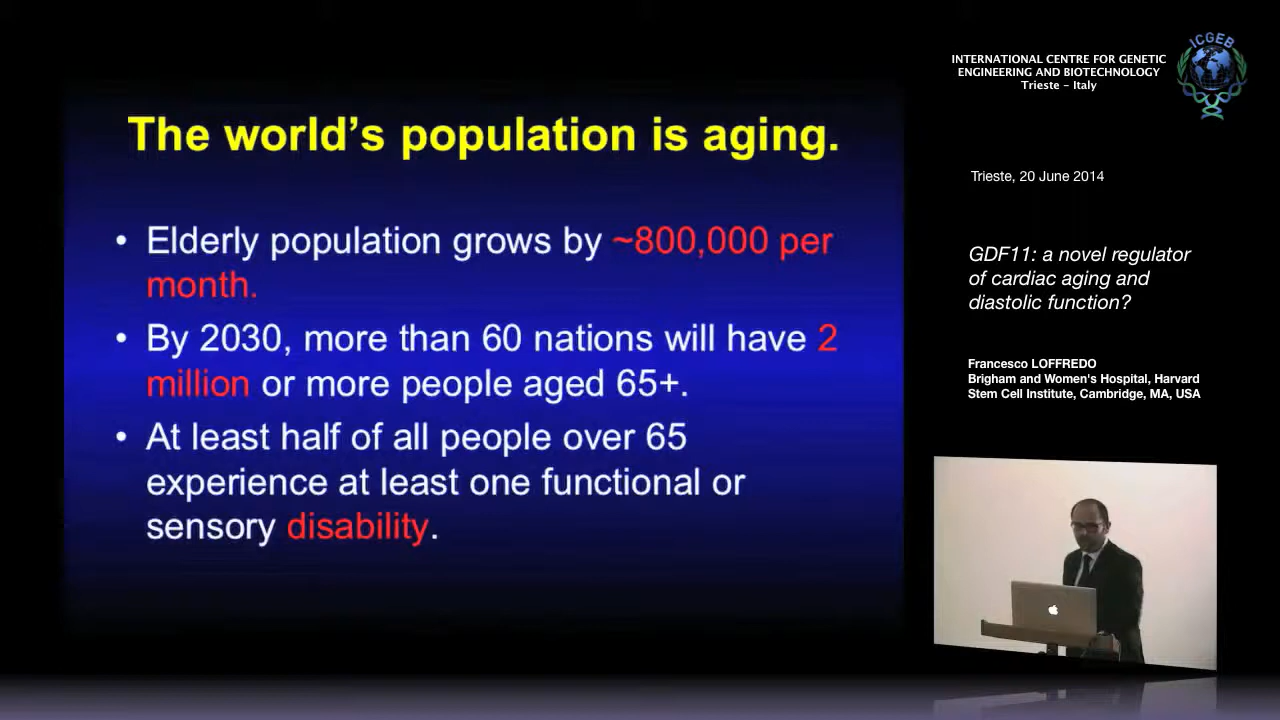 The world's population is aging.
• Elderly population grows by ~800,000 per
month.
• By 2030, more than 60 nations will have 2
million or more people aged 65+.
• At least half of all people over 65
experience at least one functional or
sensory disability.
INTERNATIONAL CENTRE FOR GENETIC
ENGINEERING AND BIOTECHNOLOGY
Trieste - Italy
ICGEB
Trieste, 20 June 2014
GDF11: a novel regulator
of cardiac aging and
diastolic function?
Francesco LOFFREDO
Brigham and Women's Hospital, Harvard
Stem Cell Institute, Cambridge, MA, USA